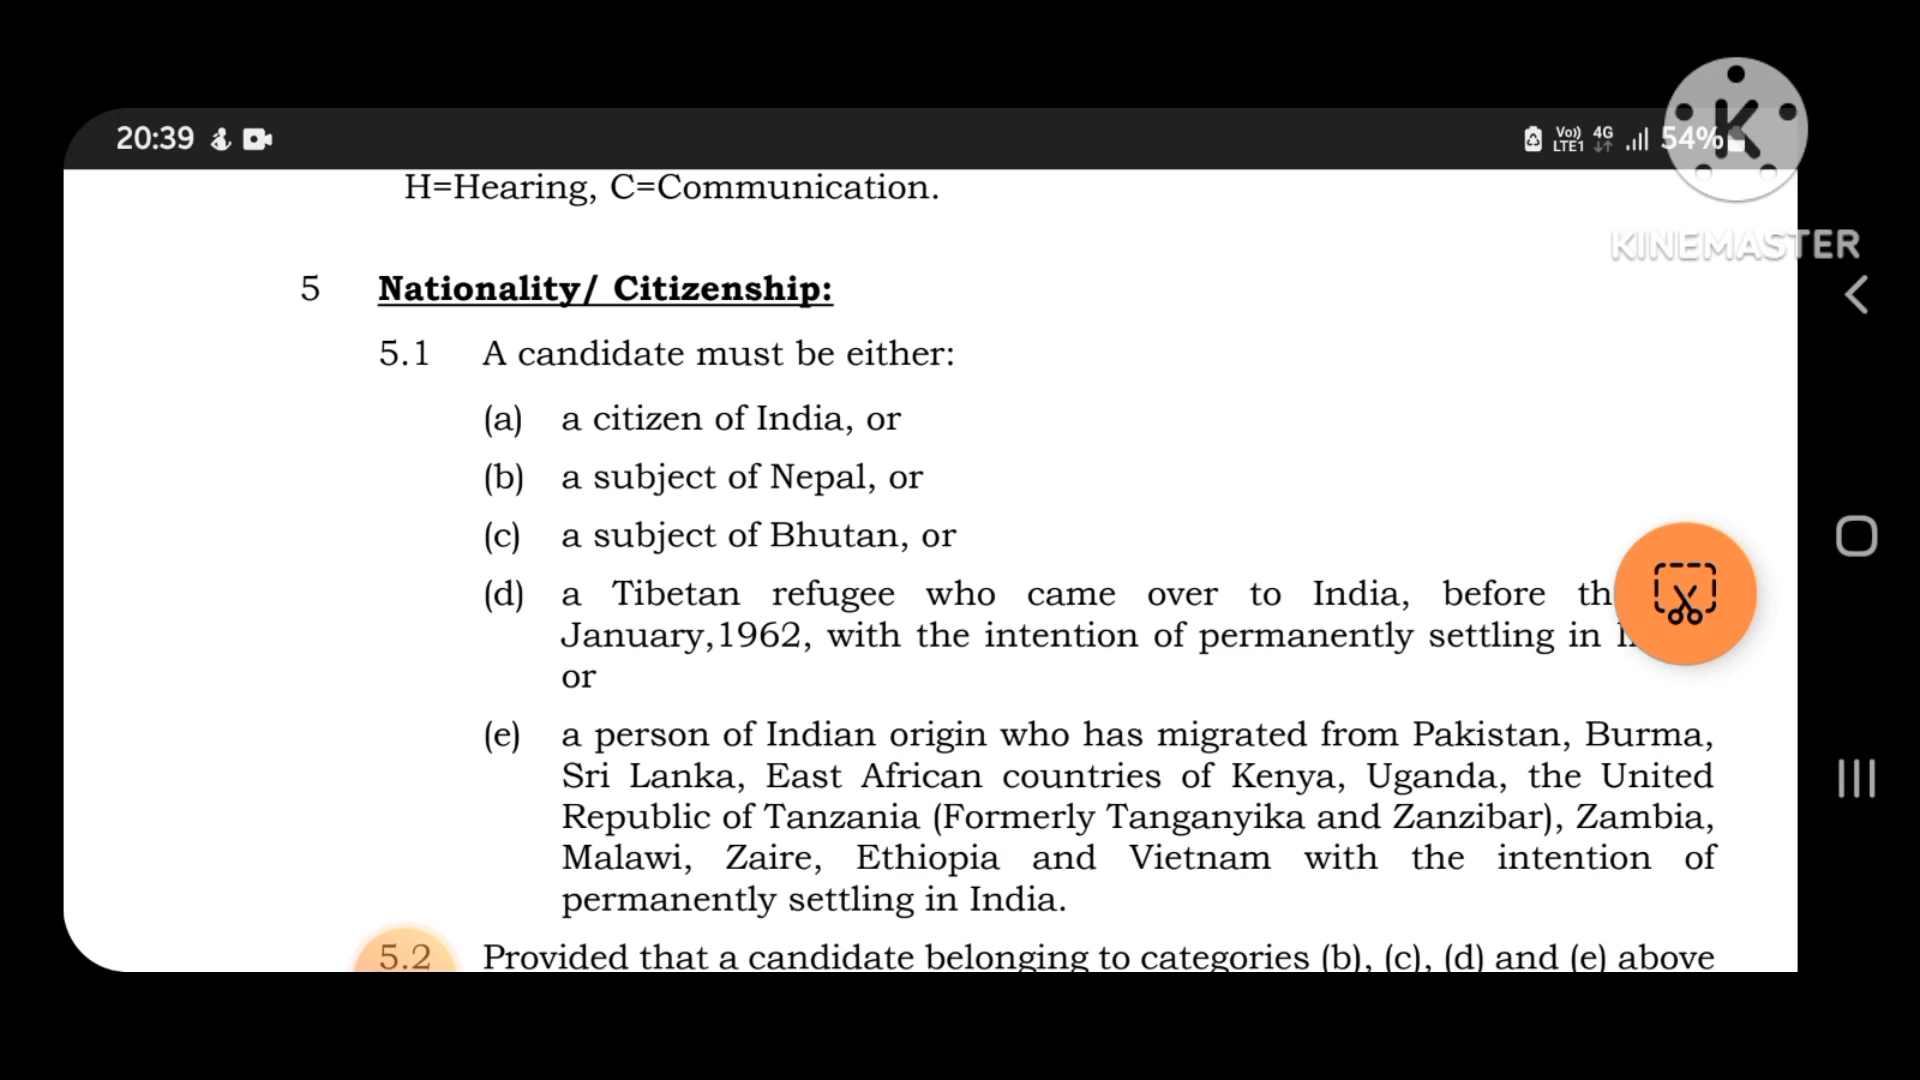 20:39 Vo)) LTE1 4G 54%
K
KINEMASTER
H=Hearing, C=Communication.
5 Nationality/ Citizenship:
5.1 A candidate must be either:
(a) a citizen of India, or
(b) a subject of Nepal, or
(c) a subject of Bhutan, or
(d) a Tibetan refugee who came over to India, before
January,1962, with the intention of permanently settling in
or
(e) a person of Indian origin who has migrated from Pakistan, Burma,
Sri Lanka, East African countries of Kenya, Uganda, the United
Republic of Tanzania (Formerly Tanganyika and Zanzibar), Zambia,
Malawi, Zaire, Ethiopia and Vietnam with the intention of
permanently settling in India.
5.2 Provided that a candidate belonging to categories (b), (c), (d) and (e) above